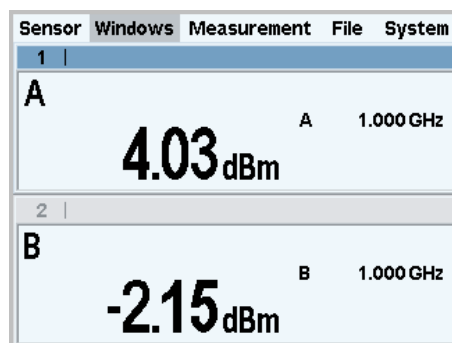 Sensor Windows Measurement File System
1 |
A
A 1.000 GHz
4.03 dBm
2 |
B
B 1.000 GHz
-2.15 dBm